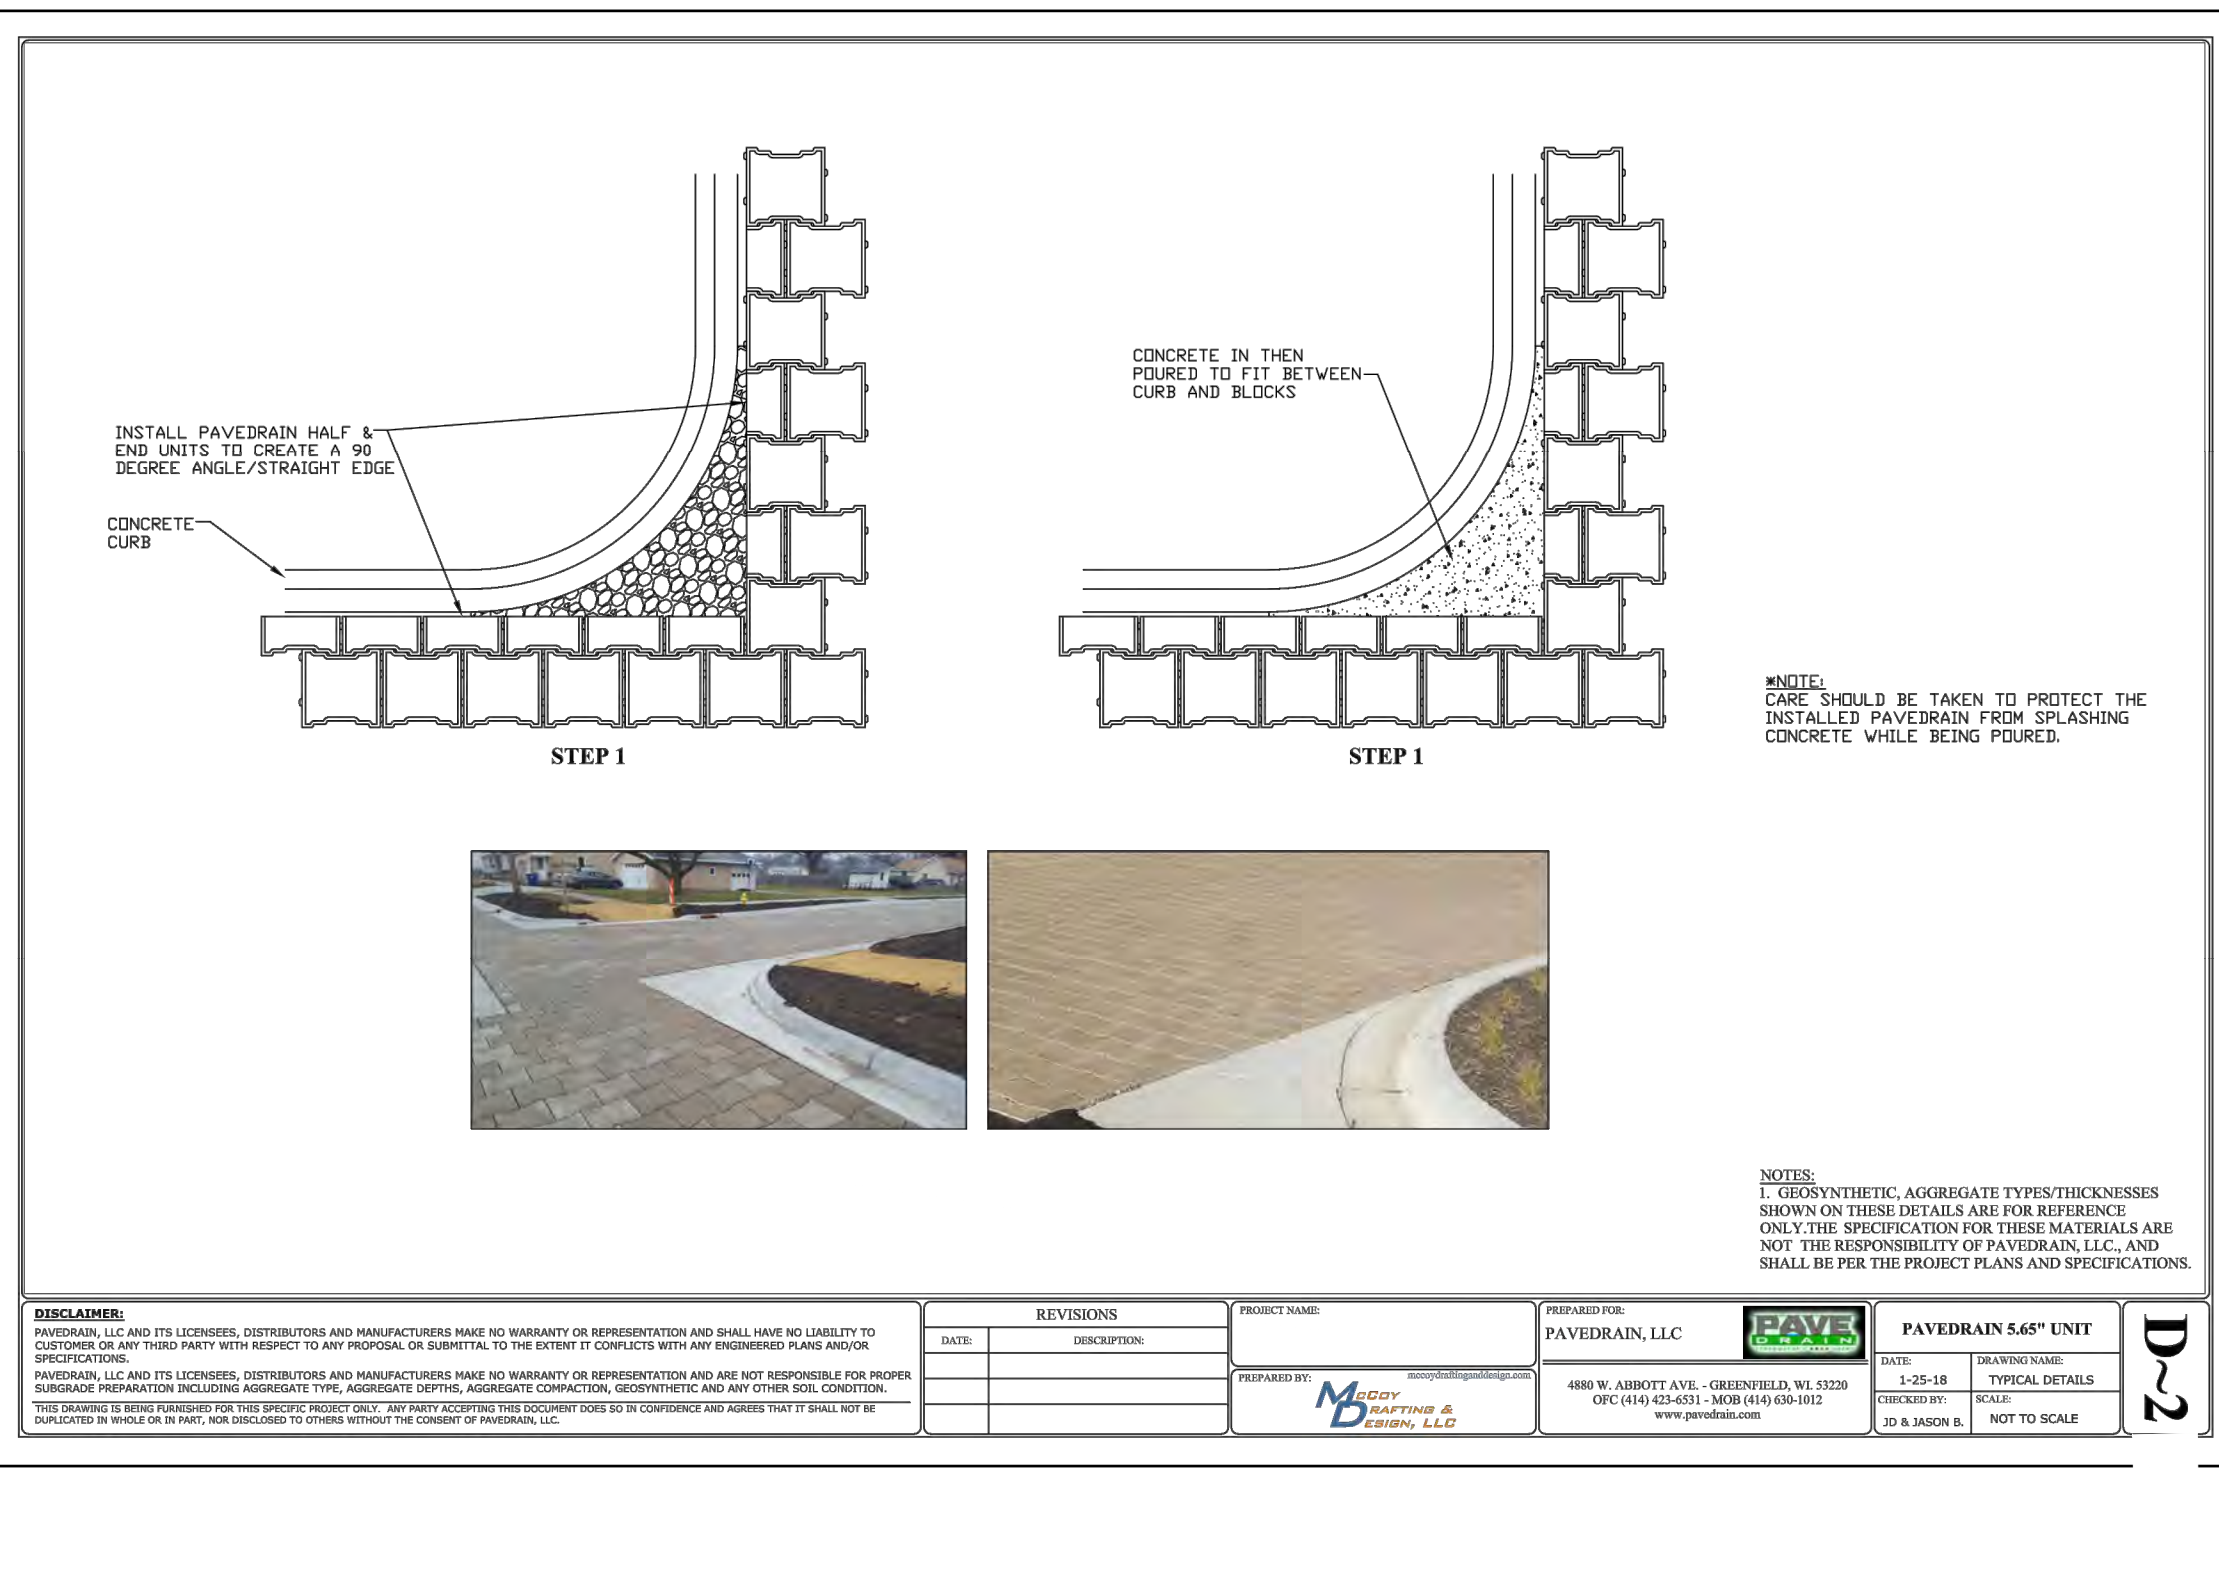 INSTALL PAVEDRAIN HALF &
END UNITS TO CREATE A 90
DEGREE ANGLE/STRAIGHT EDGE
CONCRETE
CURB
STEP 1
CONCRETE IN THEN
POURED TO FIT BETWEEN
CURB AND BLOCKS
STEP 1
*NOTE:
CARE SHOULD BE TAKEN TO PROTECT THE
INSTALLED PAVEDRAIN FROM SPLASHING
CONCRETE WHILE BEING POURED.
NOTES:
1. GEOSYNTHETIC, AGGREGATE TYPES/THICKNESSES
SHOWN ON THESE DETAILS ARE FOR REFERENCE
ONLY.THE SPECIFICATION FOR THESE MATERIALS ARE
NOT THE RESPONSIBILITY OF PAVEDRAIN, LLC., AND
SHALL BE PER THE PROJECT PLANS AND SPECIFICATIONS.
DISCLAIMER:
PAVEDRAIN, LLC AND ITS LICENSEES, DISTRIBUTORS AND MANUFACTURERS MAKE NO WARRANTY OR REPRESENTATION AND SHALL HAVE NO LIABILITY TO
CUSTOMER OR ANY THIRD PARTY WITH RESPECT TO ANY PROPOSAL OR SUBMITTAL TO THE EXTENT IT CONFLICTS WITH ANY ENGINEERED PLANS AND/OR
SPECIFICATIONS.
PAVEDRAIN, LLC AND ITS LICENSEES, DISTRIBUTORS AND MANUFACTURERS MAKE NO WARRANTY OR REPRESENTATION AND ARE NOT RESPONSIBLE FOR PROPER
SUBGRADE PREPARATION INCLUDING AGGREGATE TYPE, AGGREGATE DEPTHS, AGGREGATE COMPACTION, GEOSYNTHETIC AND ANY OTHER SOIL CONDITION.
THIS DRAWING IS BEING FURNISHED FOR THIS SPECIFIC PROJECT ONLY. ANY PARTY ACCEPTING THIS DOCUMENT DOES SO IN CONFIDENCE AND AGREES THAT IT SHALL NOT BE
DUPLICATED IN WHOLE OR IN PART, NOR DISCLOSED TO OTHERS WITHOUT THE CONSENT OF PAVEDRAIN, LLC.
REVISIONS
DATE:
DESCRIPTION:
PROJECT NAME:
PREPARED BY:
mccoydraftinganddesign.com
McCOY
DRAFTING &
DESIGN, LLC
PREPARED FOR:
PAVEDRAIN, LLC
PAVE
DRAIN
4880 W. ABBOTT AVE. - GREENFIELD, WI. 53220
OFC (414) 423-6531 - MOB (414) 630-1012
www.pavedrain.com
PAVEDRAIN 5.65" UNIT
DATE:
1-25-18
DRAWING NAME:
TYPICAL DETAILS
CHECKED BY:
JD & JASON B.
SCALE:
NOT TO SCALE
D~2